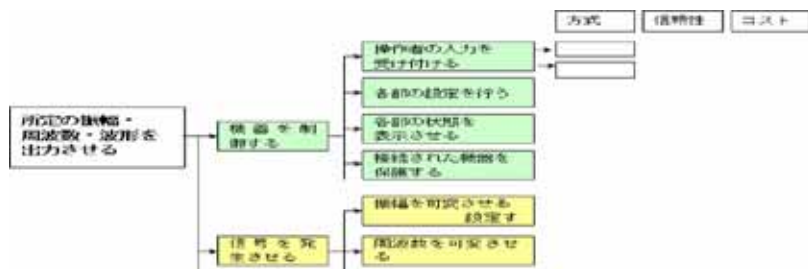 方式 信頼性 コスト
操作者の入力を
受け付ける
各部の設定を行う
各部の状態を
表示させる
接続された機器を
保護する
所定の振幅・
周波数・波形を
出力させる
機器を制
御する
振幅を可変させる
設定す
信号を発
生させる
周波数を可変させ
る